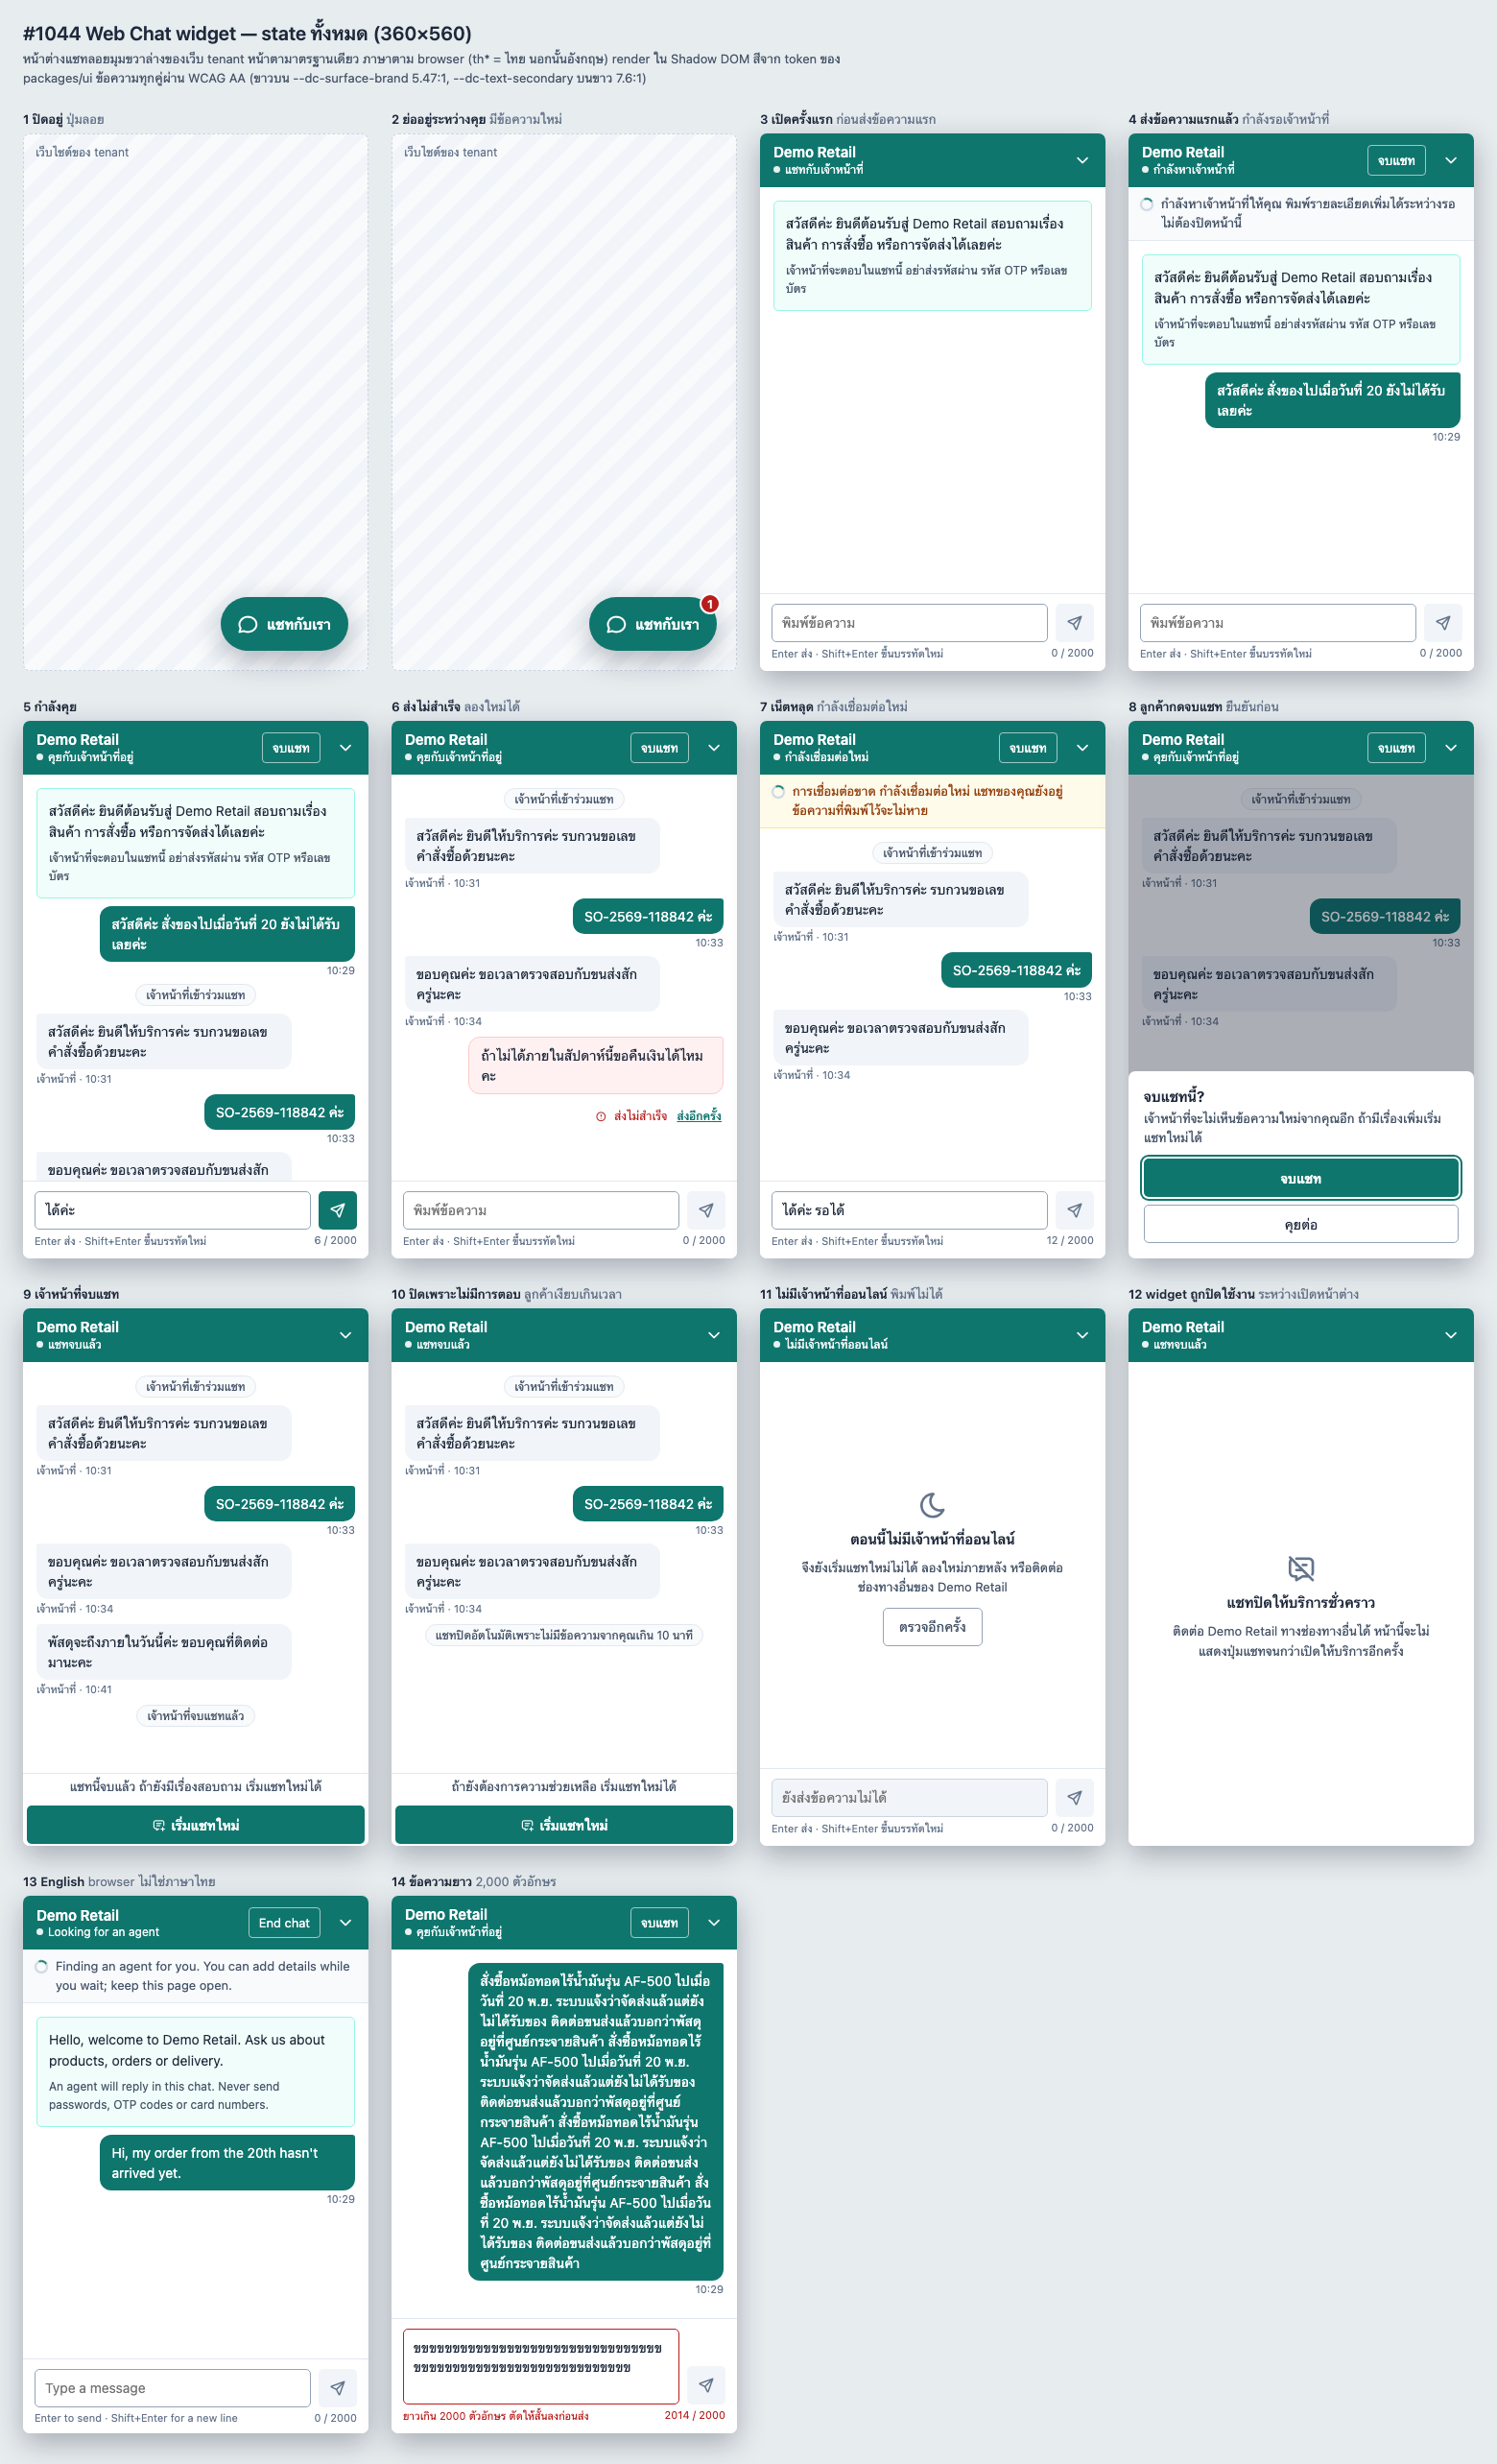 #1044 Web Chat widget — state ทั้งหมด (360×560)
หน้าต่างแชทลอยมุมขวาล่างของเว็บ tenant หน้าตามาตรฐานเดียว ภาษาตาม browser (th* = ไทย นอกนั้นอังกฤษ) render ใน Shadow DOM สีจาก token ของ
packages/ui ข้อความทุกคู่ผ่าน WCAG AA (ขาวบน --dc-surface-brand 5.47:1, --dc-text-secondary บนขาว 7.6:1)
1 ปิดอยู่ ปุ่มลอย
เว็บไซต์ของ tenant
แชทกับเรา
2 ย่ออยู่ระหว่างคุย มีข้อความใหม่
เว็บไซต์ของ tenant
1
แชทกับเรา
3 เปิดครั้งแรก ก่อนส่งข้อความแรก
Demo Retail
แชทกับเจ้าหน้าที่
สวัสดีค่ะ ยินดีต้อนรับสู่ Demo Retail สอบถามเรื่อง
สินค้า การสั่งซื้อ หรือการจัดส่งได้เลยค่ะ
เจ้าหน้าที่จะตอบในแชทนี้ อย่าส่งรหัสผ่าน รหัส OTP หรือเลข
บัตร
พิมพ์ข้อความ
Enter ส่ง · Shift+Enter ขึ้นบรรทัดใหม่
0 / 2000
4 ส่งข้อความแรกแล้ว กำลังรอเจ้าหน้าที่
Demo Retail
กำลังหาเจ้าหน้าที่
จบแชท
กำลังหาเจ้าหน้าที่ให้คุณ พิมพ์รายละเอียดเพิ่มได้ระหว่างรอ
ไม่ต้องปิดหน้านี้
สวัสดีค่ะ ยินดีต้อนรับสู่ Demo Retail สอบถามเรื่อง
สินค้า การสั่งซื้อ หรือการจัดส่งได้เลยค่ะ
เจ้าหน้าที่จะตอบในแชทนี้ อย่าส่งรหัสผ่าน รหัส OTP หรือเลข
บัตร
สวัสดีค่ะ สั่งของไปเมื่อวันที่ 20 ยังไม่ได้รับ
เลยค่ะ
10:29
พิมพ์ข้อความ
Enter ส่ง · Shift+Enter ขึ้นบรรทัดใหม่
0 / 2000
5 กำลังคุย
Demo Retail
คุยกับเจ้าหน้าที่อยู่
จบแชท
สวัสดีค่ะ ยินดีต้อนรับสู่ Demo Retail สอบถามเรื่อง
สินค้า การสั่งซื้อ หรือการจัดส่งได้เลยค่ะ
เจ้าหน้าที่จะตอบในแชทนี้ อย่าส่งรหัสผ่าน รหัส OTP หรือเลข
บัตร
สวัสดีค่ะ สั่งของไปเมื่อวันที่ 20 ยังไม่ได้รับ
เลยค่ะ
10:29
เจ้าหน้าที่เข้าร่วมแชท
สวัสดีค่ะ ยินดีให้บริการค่ะ รบกวนขอเลข
คำสั่งซื้อด้วยนะคะ
เจ้าหน้าที่ · 10:31
SO-2569-118842 ค่ะ
10:33
ขอบคุณค่ะ ขอเวลาตรวจสอบกับขนส่งสัก
ได้ค่ะ
Enter ส่ง · Shift+Enter ขึ้นบรรทัดใหม่
6 / 2000
6 ส่งไม่สำเร็จ ลองใหม่ได้
Demo Retail
คุยกับเจ้าหน้าที่อยู่
จบแชท
เจ้าหน้าที่เข้าร่วมแชท
สวัสดีค่ะ ยินดีให้บริการค่ะ รบกวนขอเลข
คำสั่งซื้อด้วยนะคะ
เจ้าหน้าที่ · 10:31
SO-2569-118842 ค่ะ
10:33
ขอบคุณค่ะ ขอเวลาตรวจสอบกับขนส่งสัก
ครู่นะคะ
เจ้าหน้าที่ · 10:34
ถ้าไม่ได้ภายในสัปดาห์นี้ขอคืนเงินได้ไหม
คะ
ส่งไม่สำเร็จ ส่งอีกครั้ง
พิมพ์ข้อความ
Enter ส่ง · Shift+Enter ขึ้นบรรทัดใหม่
0 / 2000
7 เน็ตหลุด กำลังเชื่อมต่อใหม่
Demo Retail
กำลังเชื่อมต่อใหม่
จบแชท
การเชื่อมต่อขาด กำลังเชื่อมต่อใหม่ แชทของคุณยังอยู่
ข้อความที่พิมพ์ไว้จะไม่หาย
เจ้าหน้าที่เข้าร่วมแชท
สวัสดีค่ะ ยินดีให้บริการค่ะ รบกวนขอเลข
คำสั่งซื้อด้วยนะคะ
เจ้าหน้าที่ · 10:31
SO-2569-118842 ค่ะ
10:33
ขอบคุณค่ะ ขอเวลาตรวจสอบกับขนส่งสัก
ครู่นะคะ
เจ้าหน้าที่ · 10:34
ได้ค่ะ รอได้
Enter ส่ง · Shift+Enter ขึ้นบรรทัดใหม่
12 / 2000
8 ลูกค้ากดจบแชท ยืนยันก่อน
Demo Retail
คุยกับเจ้าหน้าที่อยู่
จบแชท
เจ้าหน้าที่เข้าร่วมแชท
สวัสดีค่ะ ยินดีให้บริการค่ะ รบกวนขอเลข
คำสั่งซื้อด้วยนะคะ
เจ้าหน้าที่ · 10:31
SO-2569-118842 ค่ะ
10:33
ขอบคุณค่ะ ขอเวลาตรวจสอบกับขนส่งสัก
ครู่นะคะ
เจ้าหน้าที่ · 10:34
จบแชทนี้?
เจ้าหน้าที่จะไม่เห็นข้อความใหม่จากคุณอีก ถ้ามีเรื่องเพิ่มเริ่ม
แชทใหม่ได้
จบแชท
คุยต่อ
9 เจ้าหน้าที่จบแชท
Demo Retail
แชทจบแล้ว
เจ้าหน้าที่เข้าร่วมแชท
สวัสดีค่ะ ยินดีให้บริการค่ะ รบกวนขอเลข
คำสั่งซื้อด้วยนะคะ
เจ้าหน้าที่ · 10:31
SO-2569-118842 ค่ะ
10:33
ขอบคุณค่ะ ขอเวลาตรวจสอบกับขนส่งสัก
ครู่นะคะ
เจ้าหน้าที่ · 10:34
พัสดุจะถึงภายในวันนี้ค่ะ ขอบคุณที่ติดต่อ
มานะคะ
เจ้าหน้าที่ · 10:41
เจ้าหน้าที่จบแชทแล้ว
แชทนี้จบแล้ว ถ้ายังมีเรื่องสอบถาม เริ่มแชทใหม่ได้
เริ่มแชทใหม่
10 ปิดเพราะไม่มีการตอบ ลูกค้าเงียบเกินเวลา
Demo Retail
แชทจบแล้ว
เจ้าหน้าที่เข้าร่วมแชท
สวัสดีค่ะ ยินดีให้บริการค่ะ รบกวนขอเลข
คำสั่งซื้อด้วยนะคะ
เจ้าหน้าที่ · 10:31
SO-2569-118842 ค่ะ
10:33
ขอบคุณค่ะ ขอเวลาตรวจสอบกับขนส่งสัก
ครู่นะคะ
เจ้าหน้าที่ · 10:34
แชทปิดอัตโนมัติเพราะไม่มีข้อความจากคุณเกิน 10 นาที
ถ้ายังต้องการความช่วยเหลือ เริ่มแชทใหม่ได้
เริ่มแชทใหม่
11 ไม่มีเจ้าหน้าที่ออนไลน์ พิมพ์ไม่ได้
Demo Retail
ไม่มีเจ้าหน้าที่ออนไลน์
ตอนนี้ไม่มีเจ้าหน้าที่ออนไลน์
จึงยังเริ่มแชทใหม่ไม่ได้ ลองใหม่ภายหลัง หรือติดต่อ
ช่องทางอื่นของ Demo Retail
ตรวจอีกครั้ง
ยังส่งข้อความไม่ได้
Enter ส่ง · Shift+Enter ขึ้นบรรทัดใหม่
0 / 2000
12 widget ถูกปิดใช้งาน ระหว่างเปิดหน้าต่าง
Demo Retail
แชทจบแล้ว
แชทปิดให้บริการชั่วคราว
ติดต่อ Demo Retail ทางช่องทางอื่นได้ หน้านี้จะไม่
แสดงปุ่มแชทจนกว่าเปิดให้บริการอีกครั้ง
13 English browser ไม่ใช่ภาษาไทย
Demo Retail
Looking for an agent
End chat
Finding an agent for you. You can add details while
you wait; keep this page open.
Hello, welcome to Demo Retail. Ask us about
products, orders or delivery.
An agent will reply in this chat. Never send
passwords, OTP codes or card numbers.
Hi, my order from the 20th hasn't
arrived yet.
10:29
Type a message
Enter to send · Shift+Enter for a new line
0 / 2000
14 ข้อความยาว 2,000 ตัวอักษร
Demo Retail
คุยกับเจ้าหน้าที่อยู่
จบแชท
สั่งซื้อหม้อทอดไร้น้ำมันรุ่น AF-500 ไปเมื่อ
วันที่ 20 พ.ย. ระบบแจ้งว่าจัดส่งแล้วแต่ยัง
ไม่ได้รับของ ติดต่อขนส่งแล้วบอกว่าพัสดุ
อยู่ที่ศูนย์กระจายสินค้า สั่งซื้อหม้อทอดไร้
น้ำมันรุ่น AF-500 ไปเมื่อวันที่ 20 พ.ย.
ระบบแจ้งว่าจัดส่งแล้วแต่ยังไม่ได้รับของ
ติดต่อขนส่งแล้วบอกว่าพัสดุอยู่ที่ศูนย์
กระจายสินค้า สั่งซื้อหม้อทอดไร้น้ำมันรุ่น
AF-500 ไปเมื่อวันที่ 20 พ.ย. ระบบแจ้งว่า
จัดส่งแล้วแต่ยังไม่ได้รับของ ติดต่อขนส่ง
แล้วบอกว่าพัสดุอยู่ที่ศูนย์กระจายสินค้า สั่ง
ซื้อหม้อทอดไร้น้ำมันรุ่น AF-500 ไปเมื่อวัน
ที่ 20 พ.ย. ระบบแจ้งว่าจัดส่งแล้วแต่ยังไม่
ได้รับของ ติดต่อขนส่งแล้วบอกว่าพัสดุอยู่ที่
ศูนย์กระจายสินค้า
10:29
ยาวเกิน 2000 ตัวอักษร ตัดให้สั้นลงก่อนส่ง
2014 / 2000